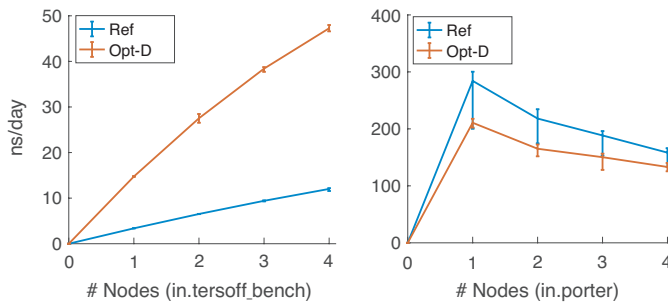 50
40
30
20
10
0
ns/day
Ref
Opt-D
0 1 2 3 4
# Nodes (in.tersoff_bench)
400
300
200
100
0
Ref
Opt-D
0 1 2 3 4
# Nodes (in.porter)